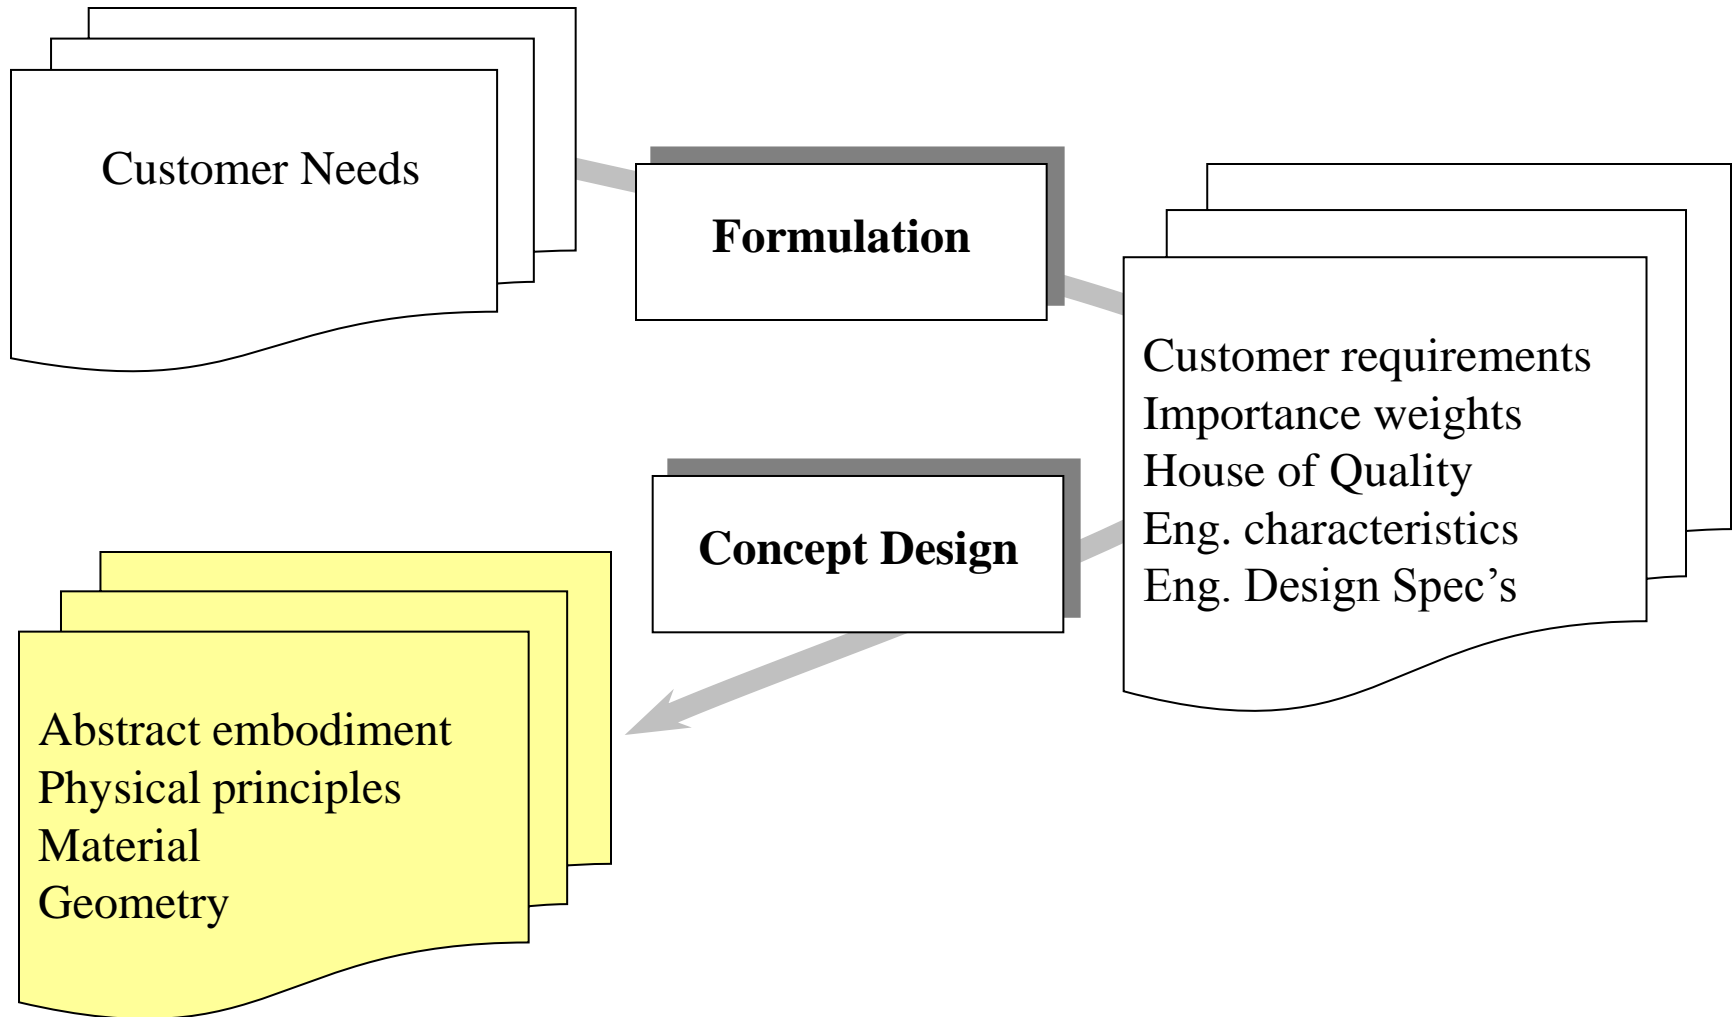 Customer Needs
Formulation
Customer requirements
Importance weights
House of Quality
Eng. characteristics
Eng. Design Spec’s
Concept Design
Abstract embodiment
Physical principles
Material
Geometry